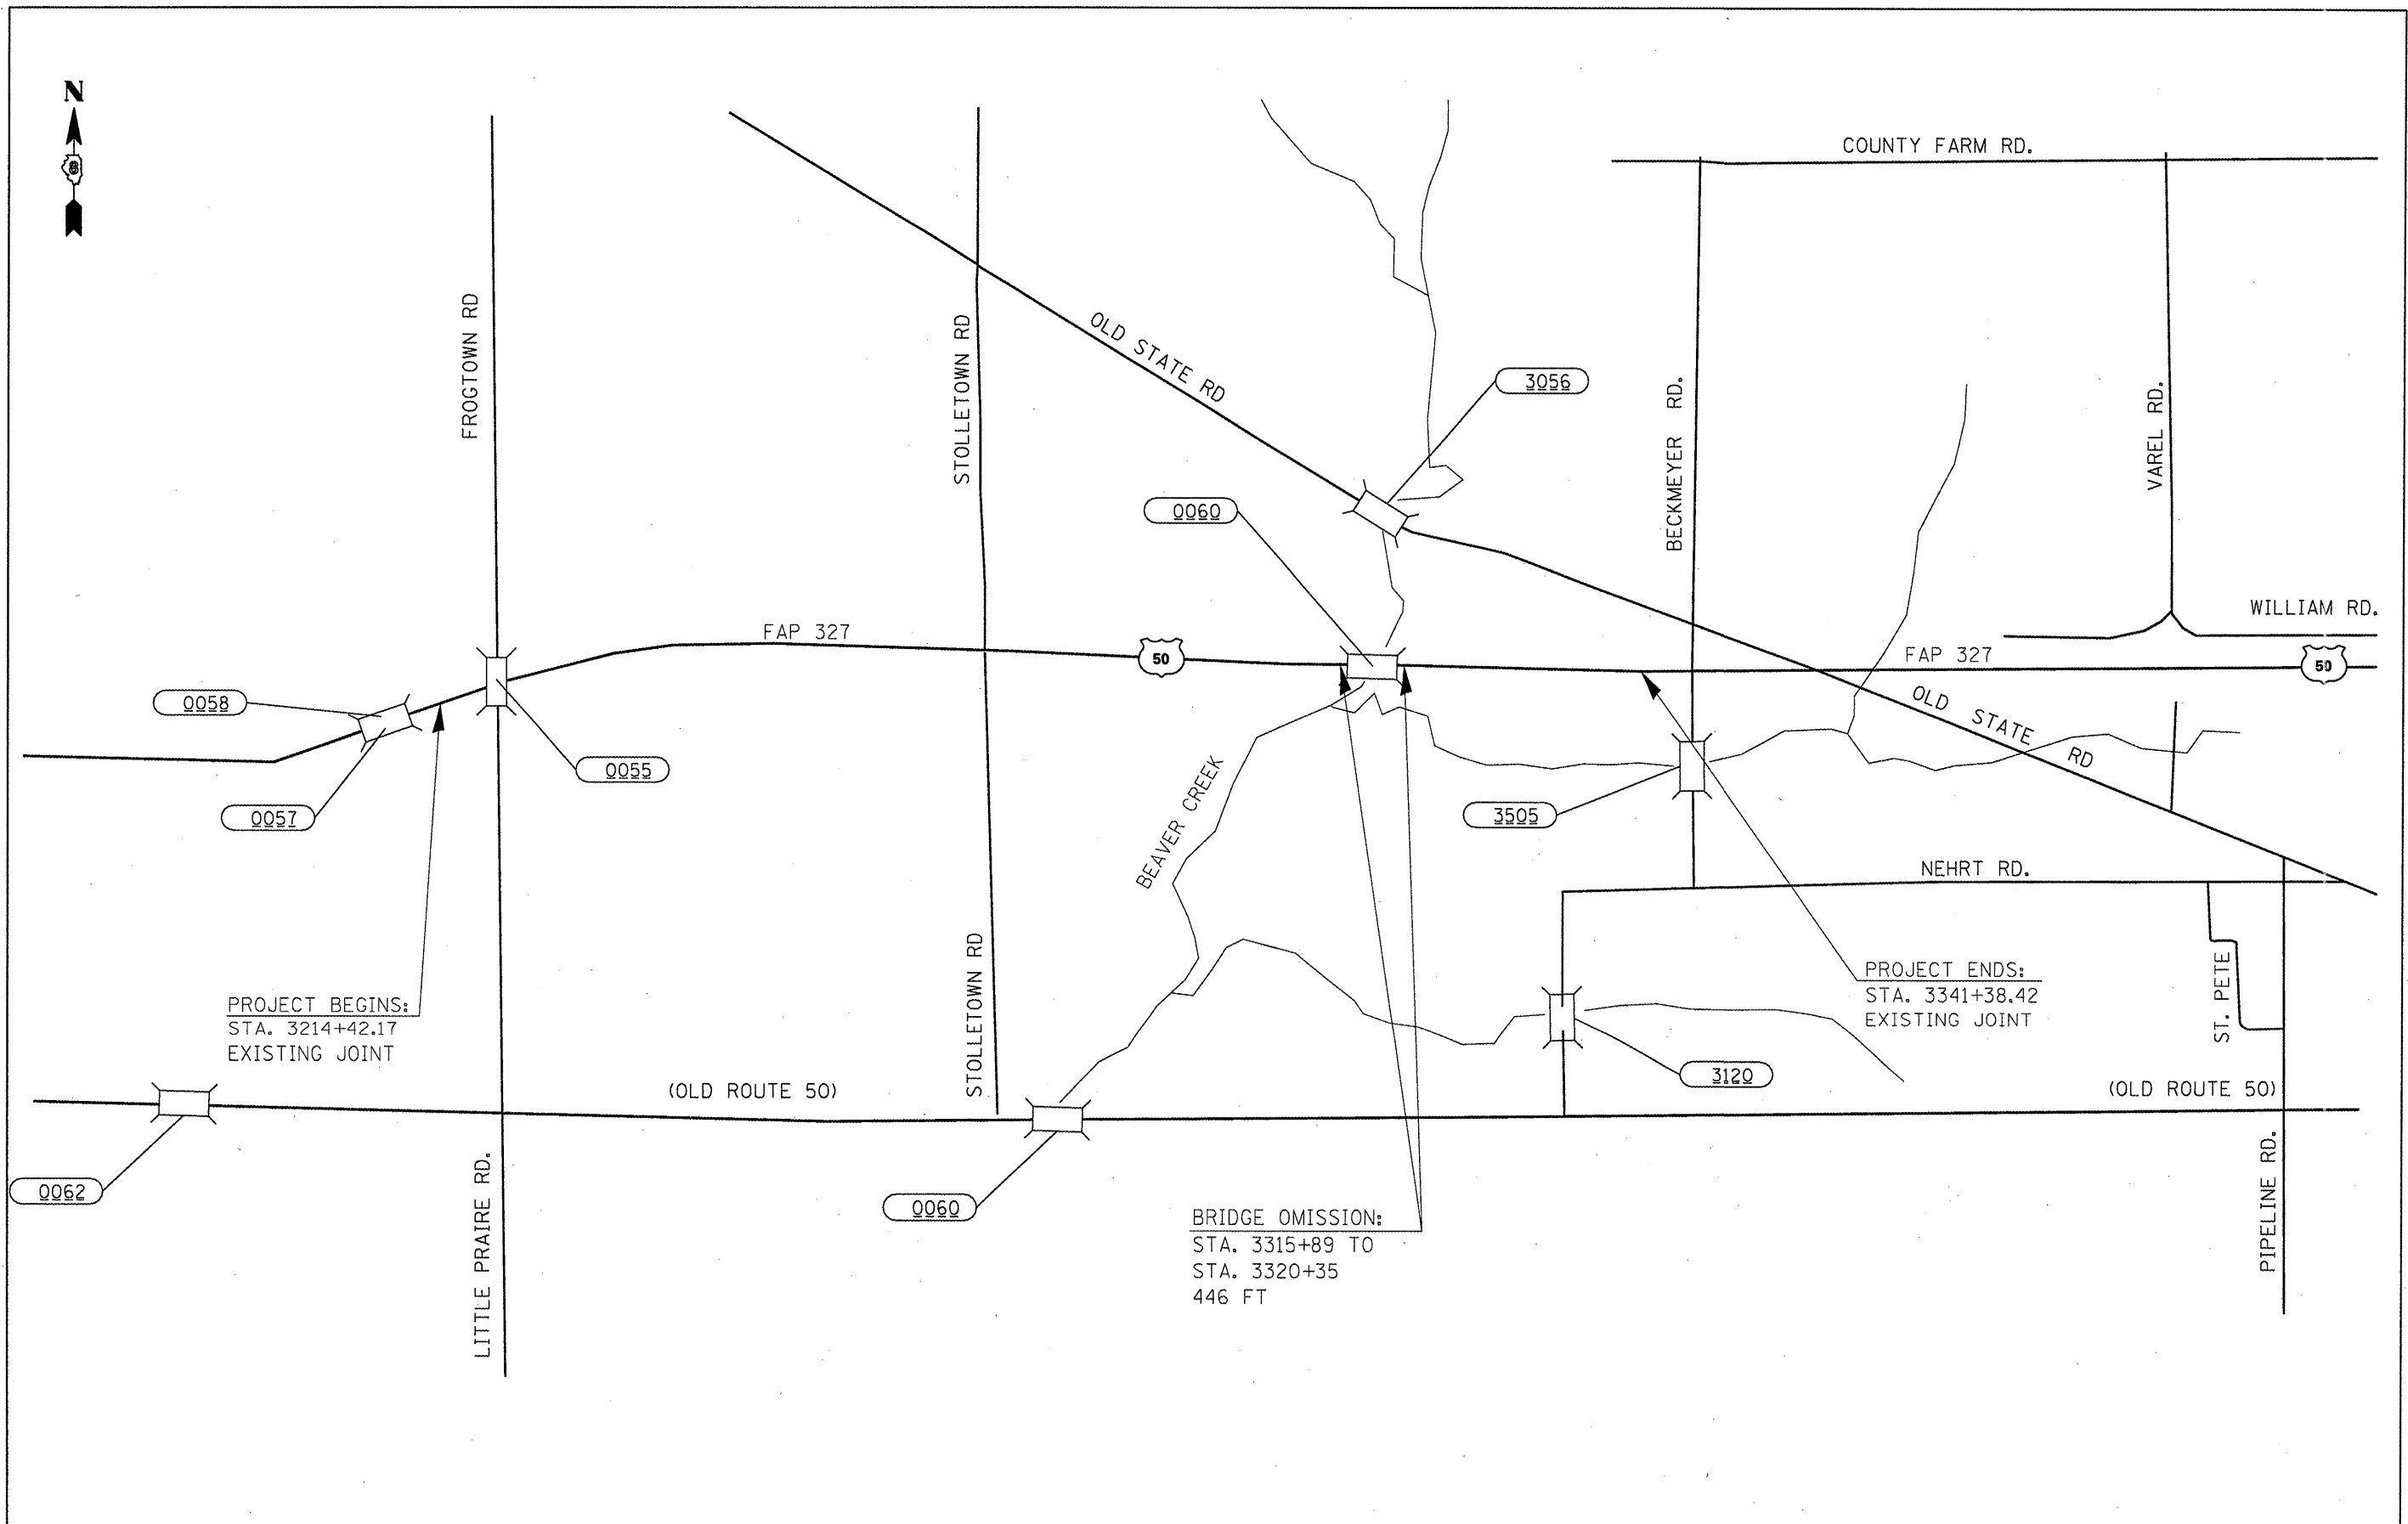 N
8
COUNTY FARM RD.
FROGTOWN RD
STOLLETOWN RD
OLD STATE RD
3056
BECKMEYER RD.
VAREL RD.
0060
WILLIAM RD.
FAP 327
50
FAP 327
50
0058
0055
0057
OLD STATE RD
BEAVER CREEK
3505
NEHRT RD.
PROJECT BEGINS:
STA. 3214+42.17
EXISTING JOINT
STOLLETOWN RD
PROJECT ENDS:
STA. 3341+38.42
EXISTING JOINT
ST. PETE
3120
(OLD ROUTE 50)
(OLD ROUTE 50)
0062
LITTLE PRAIRE RD.
0060
BRIDGE OMISSION:
STA. 3315+89 TO
STA. 3320+35
446 FT
PIPELINE RD.